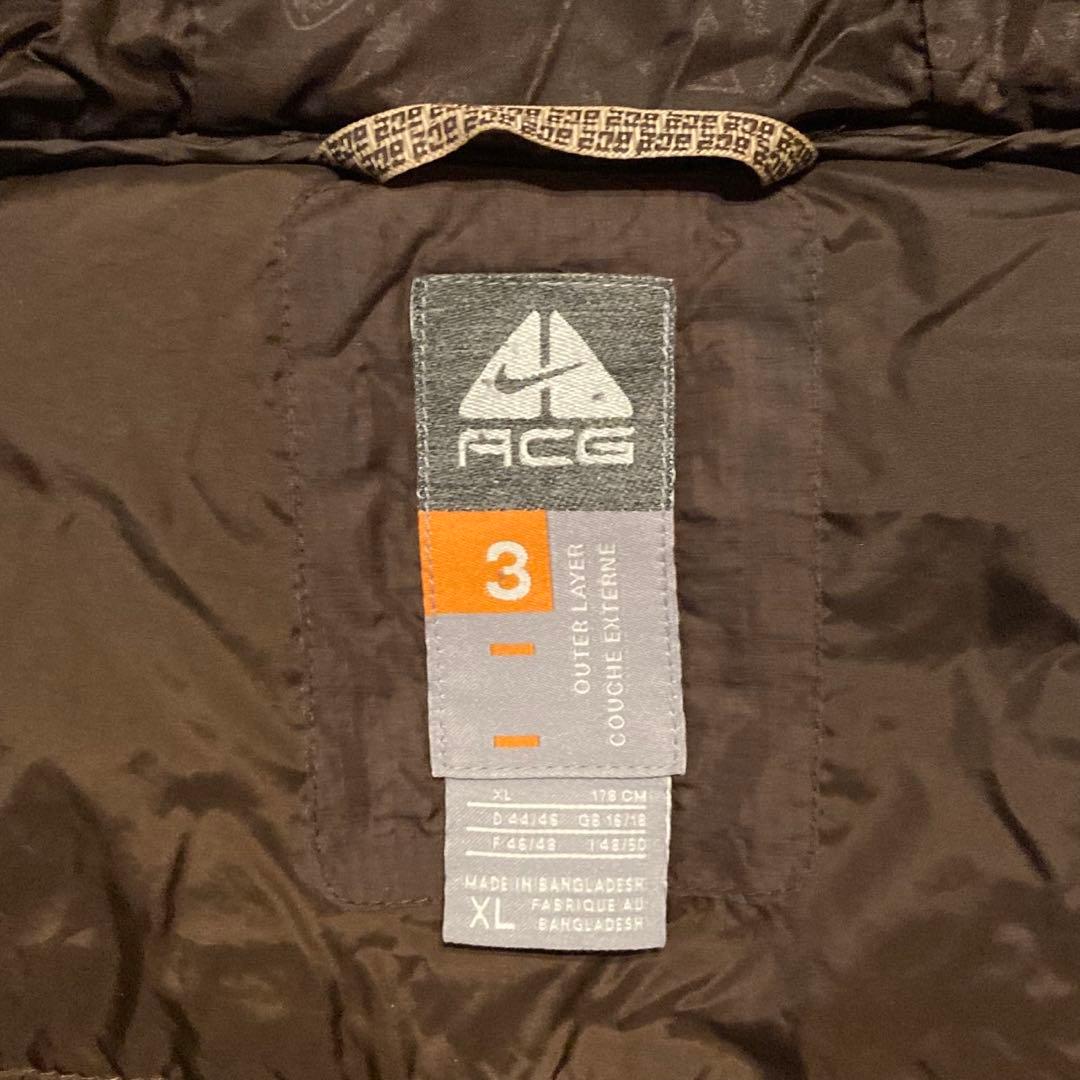 ACG
3
OUTER LAYER
COUCHE EXTERNE
XL 178 CM
D 44/46 GB 16/18
F 46/48 I 48/50
MADE IN BANGLADESH
XL FABRIQUE AU
BANGLADESH